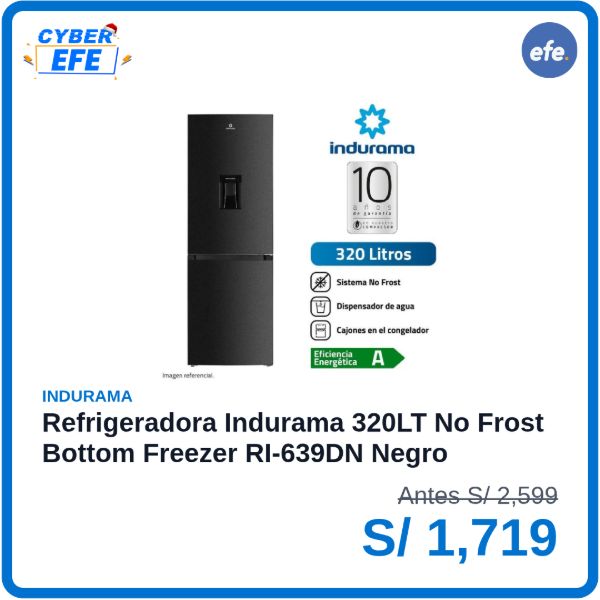 CYBER
EFE
efe.
indurama
10
años
de garantía
320 Litros
Sistema No Frost
Dispensador de agua
Cajones en el congelador
Eficiencia
Energética
A
Imagen referencial.
INDURAMA
Refrigeradora Indurama 320LT No Frost
Bottom Freezer RI-639DN Negro
Antes S/ 2,599
S/ 1,719